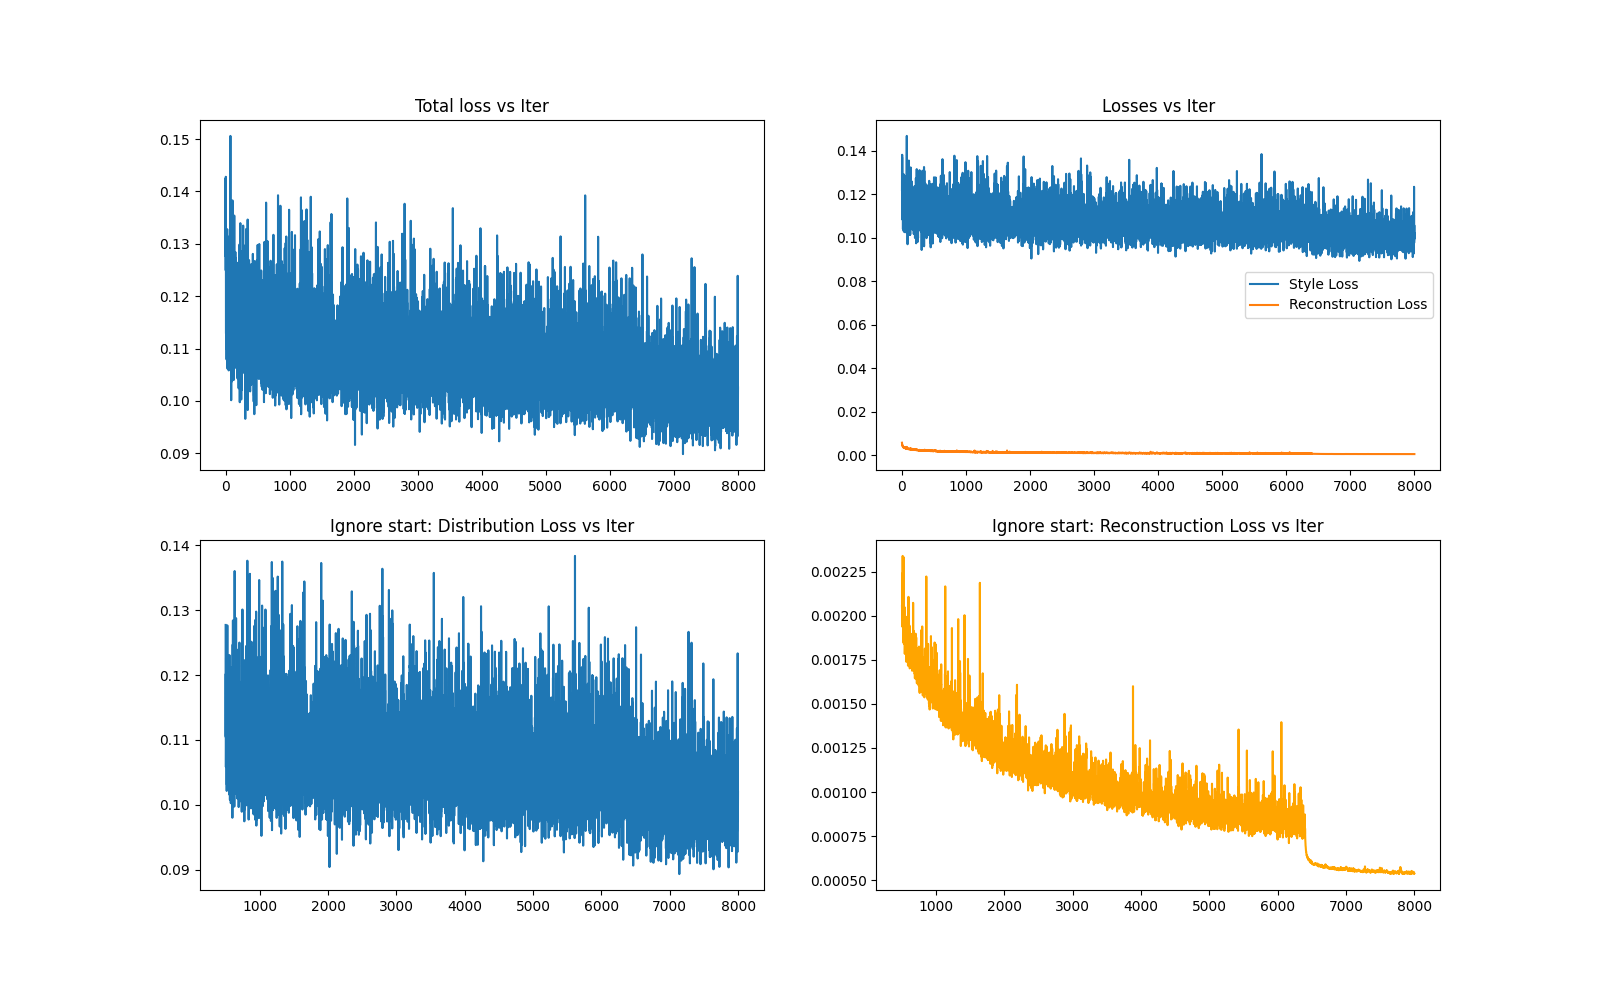 Total loss vs Iter
0.15
0.14
0.13
0.12
0.11
0.10
0.09
0 1000 2000 3000 4000 5000 6000 7000 8000
Losses vs Iter
0.14
0.12
0.10
0.08
0.06
0.04
0.02
0.00
Style Loss
Reconstruction Loss
0 1000 2000 3000 4000 5000 6000 7000 8000
Ignore start: Distribution Loss vs Iter
0.14
0.13
0.12
0.11
0.10
0.09
1000 2000 3000 4000 5000 6000 7000 8000
Ignore start: Reconstruction Loss vs Iter
0.00225
0.00200
0.00175
0.00150
0.00125
0.00100
0.00075
0.00050
1000 2000 3000 4000 5000 6000 7000 8000